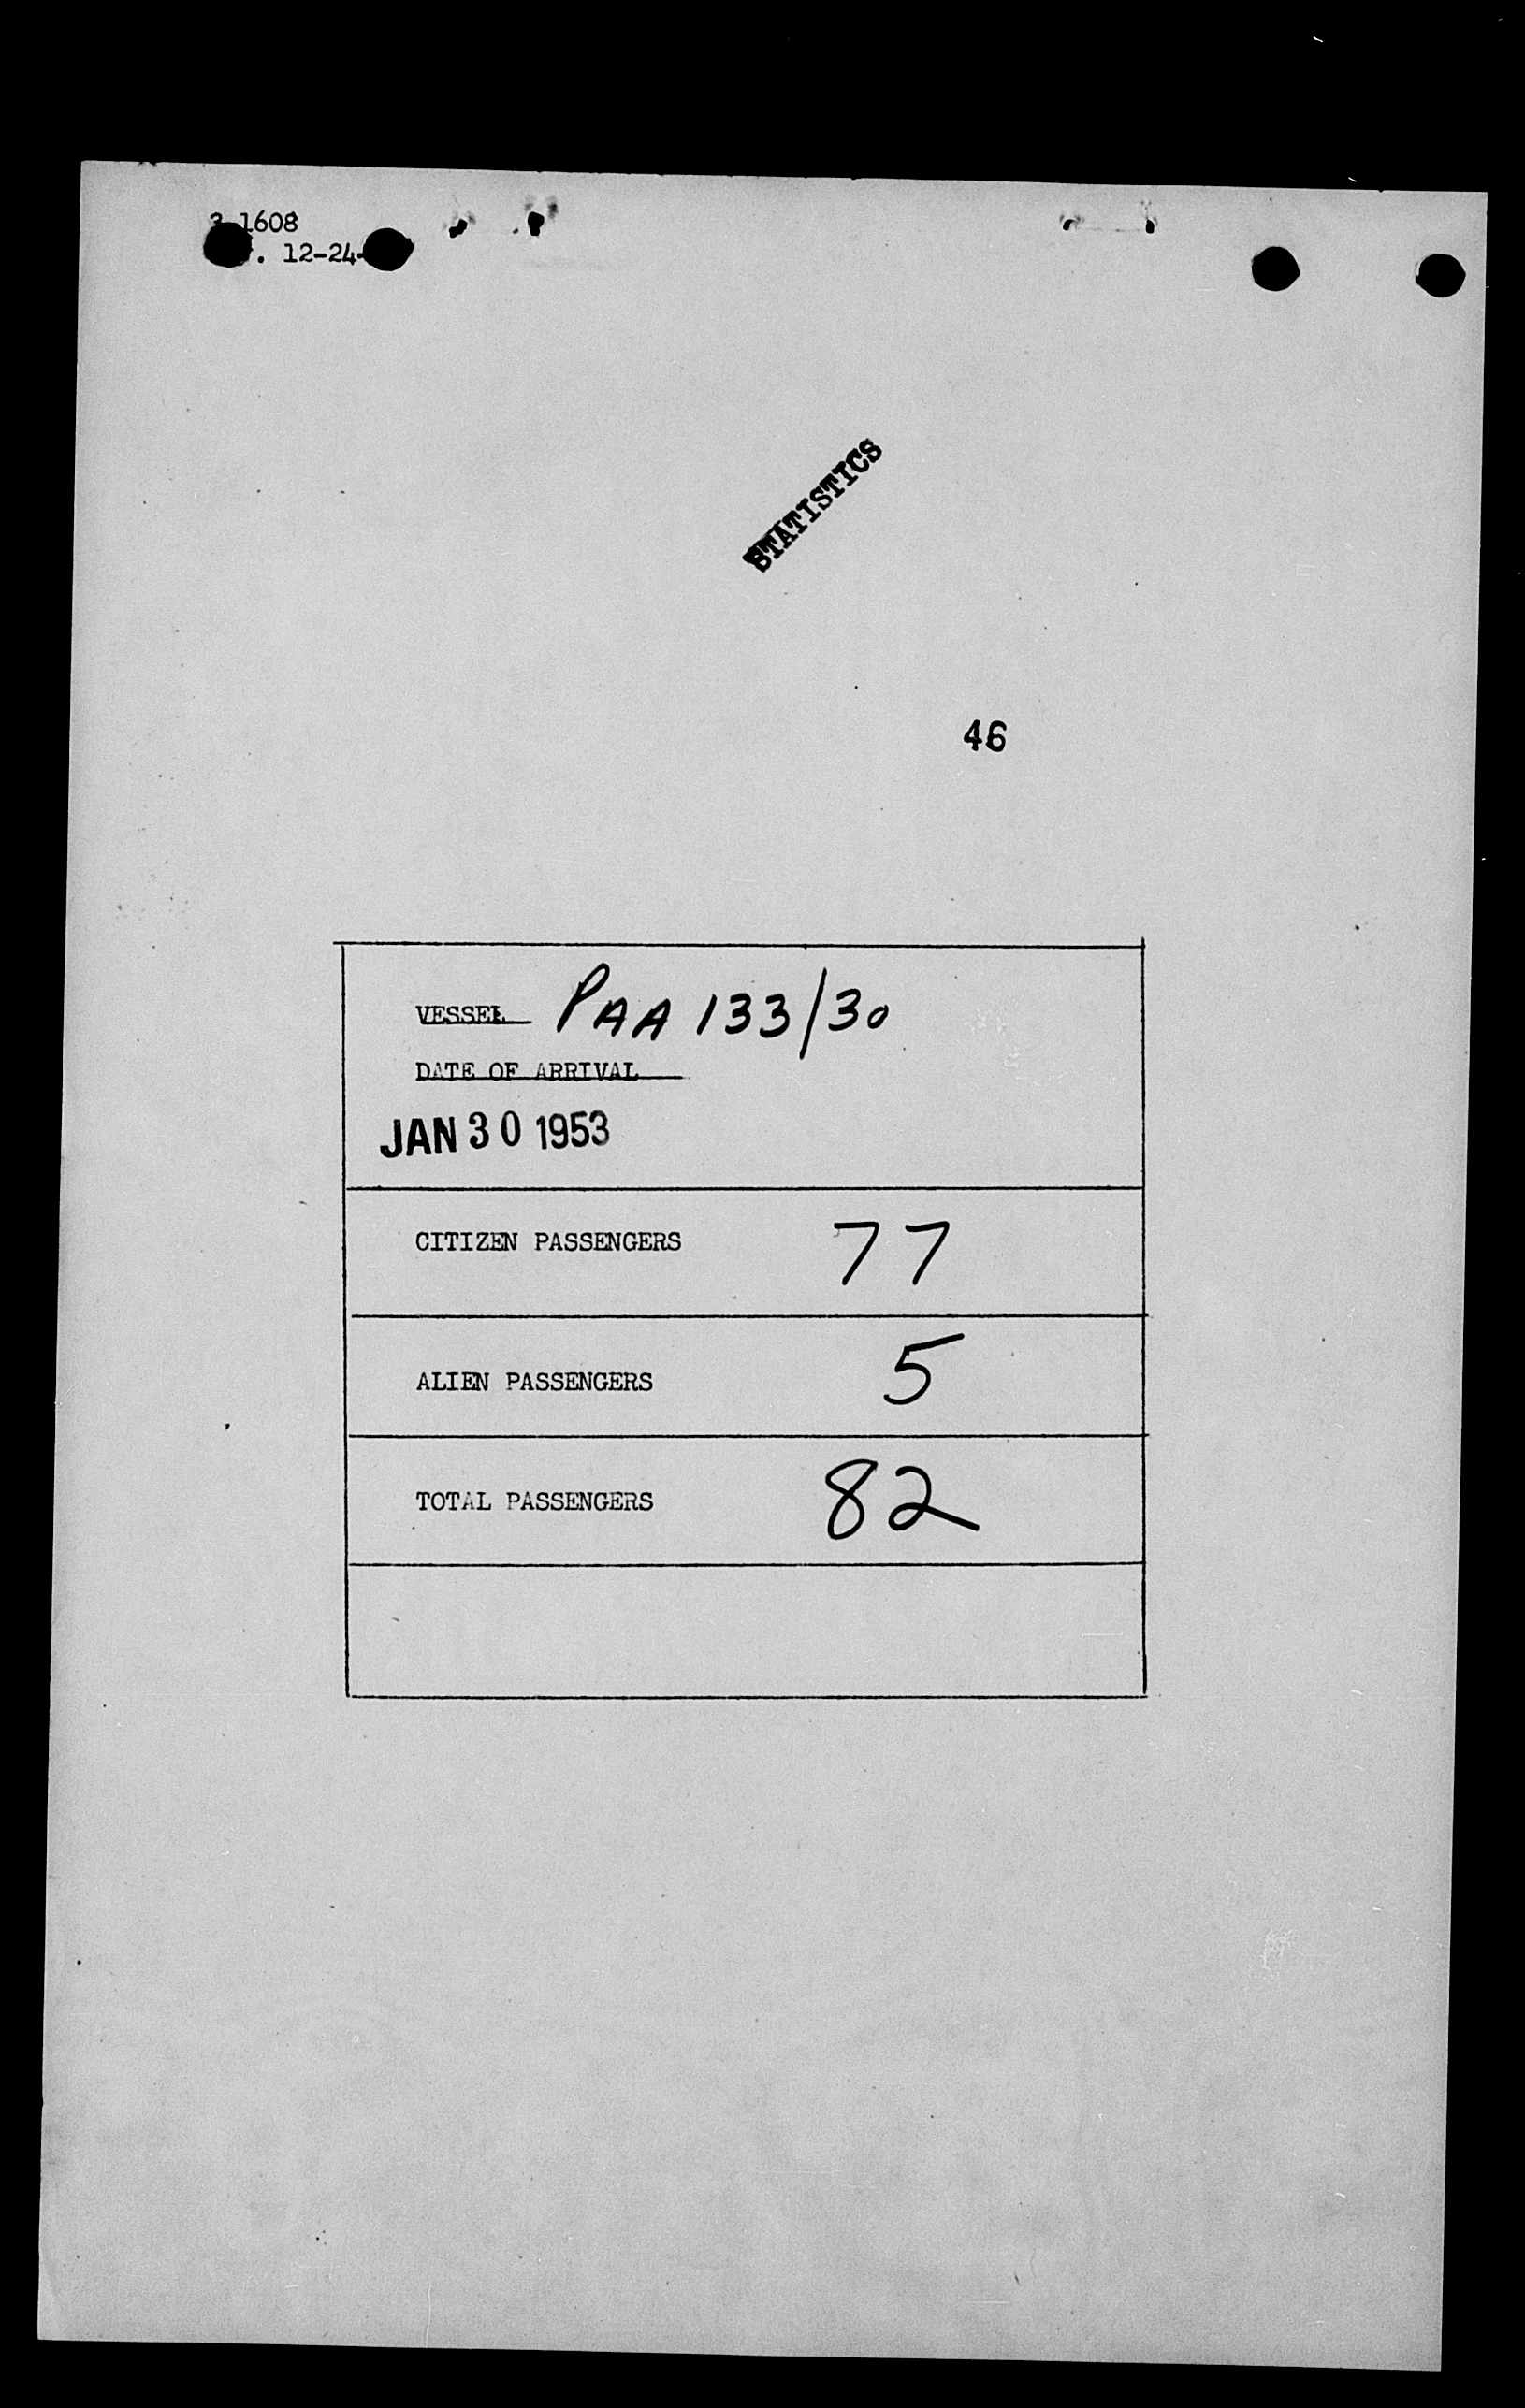 3-1608
. 12-24-
STATISTICS
46
VESSEL PAA 133/30
DATE OF ARRIVAL
JAN 30 1953
CITIZEN PASSENGERS 77
ALIEN PASSENGERS 5
TOTAL PASSENGERS 82